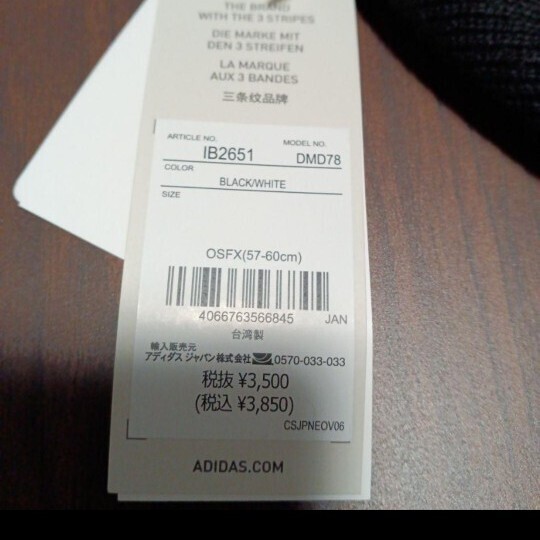 THE BRAND
WITH THE 3 STRIPES
DIE MARKE MIT
DEN 3 STREIFEN
LA MARQUE
AUX 3 BANDES
三条纹品牌
ARTICLE NO. MODEL NO.
IB2651 DMD78
COLOR
BLACK/WHITE
SIZE
OSFX(57-60cm)
4066763566845 JAN
台湾製
輸入販売元
アディダス ジャパン株式会社 0570-033-033
税抜 ¥3,500
(税込 ¥3,850)
CSJPNEOV06
ADIDAS.COM